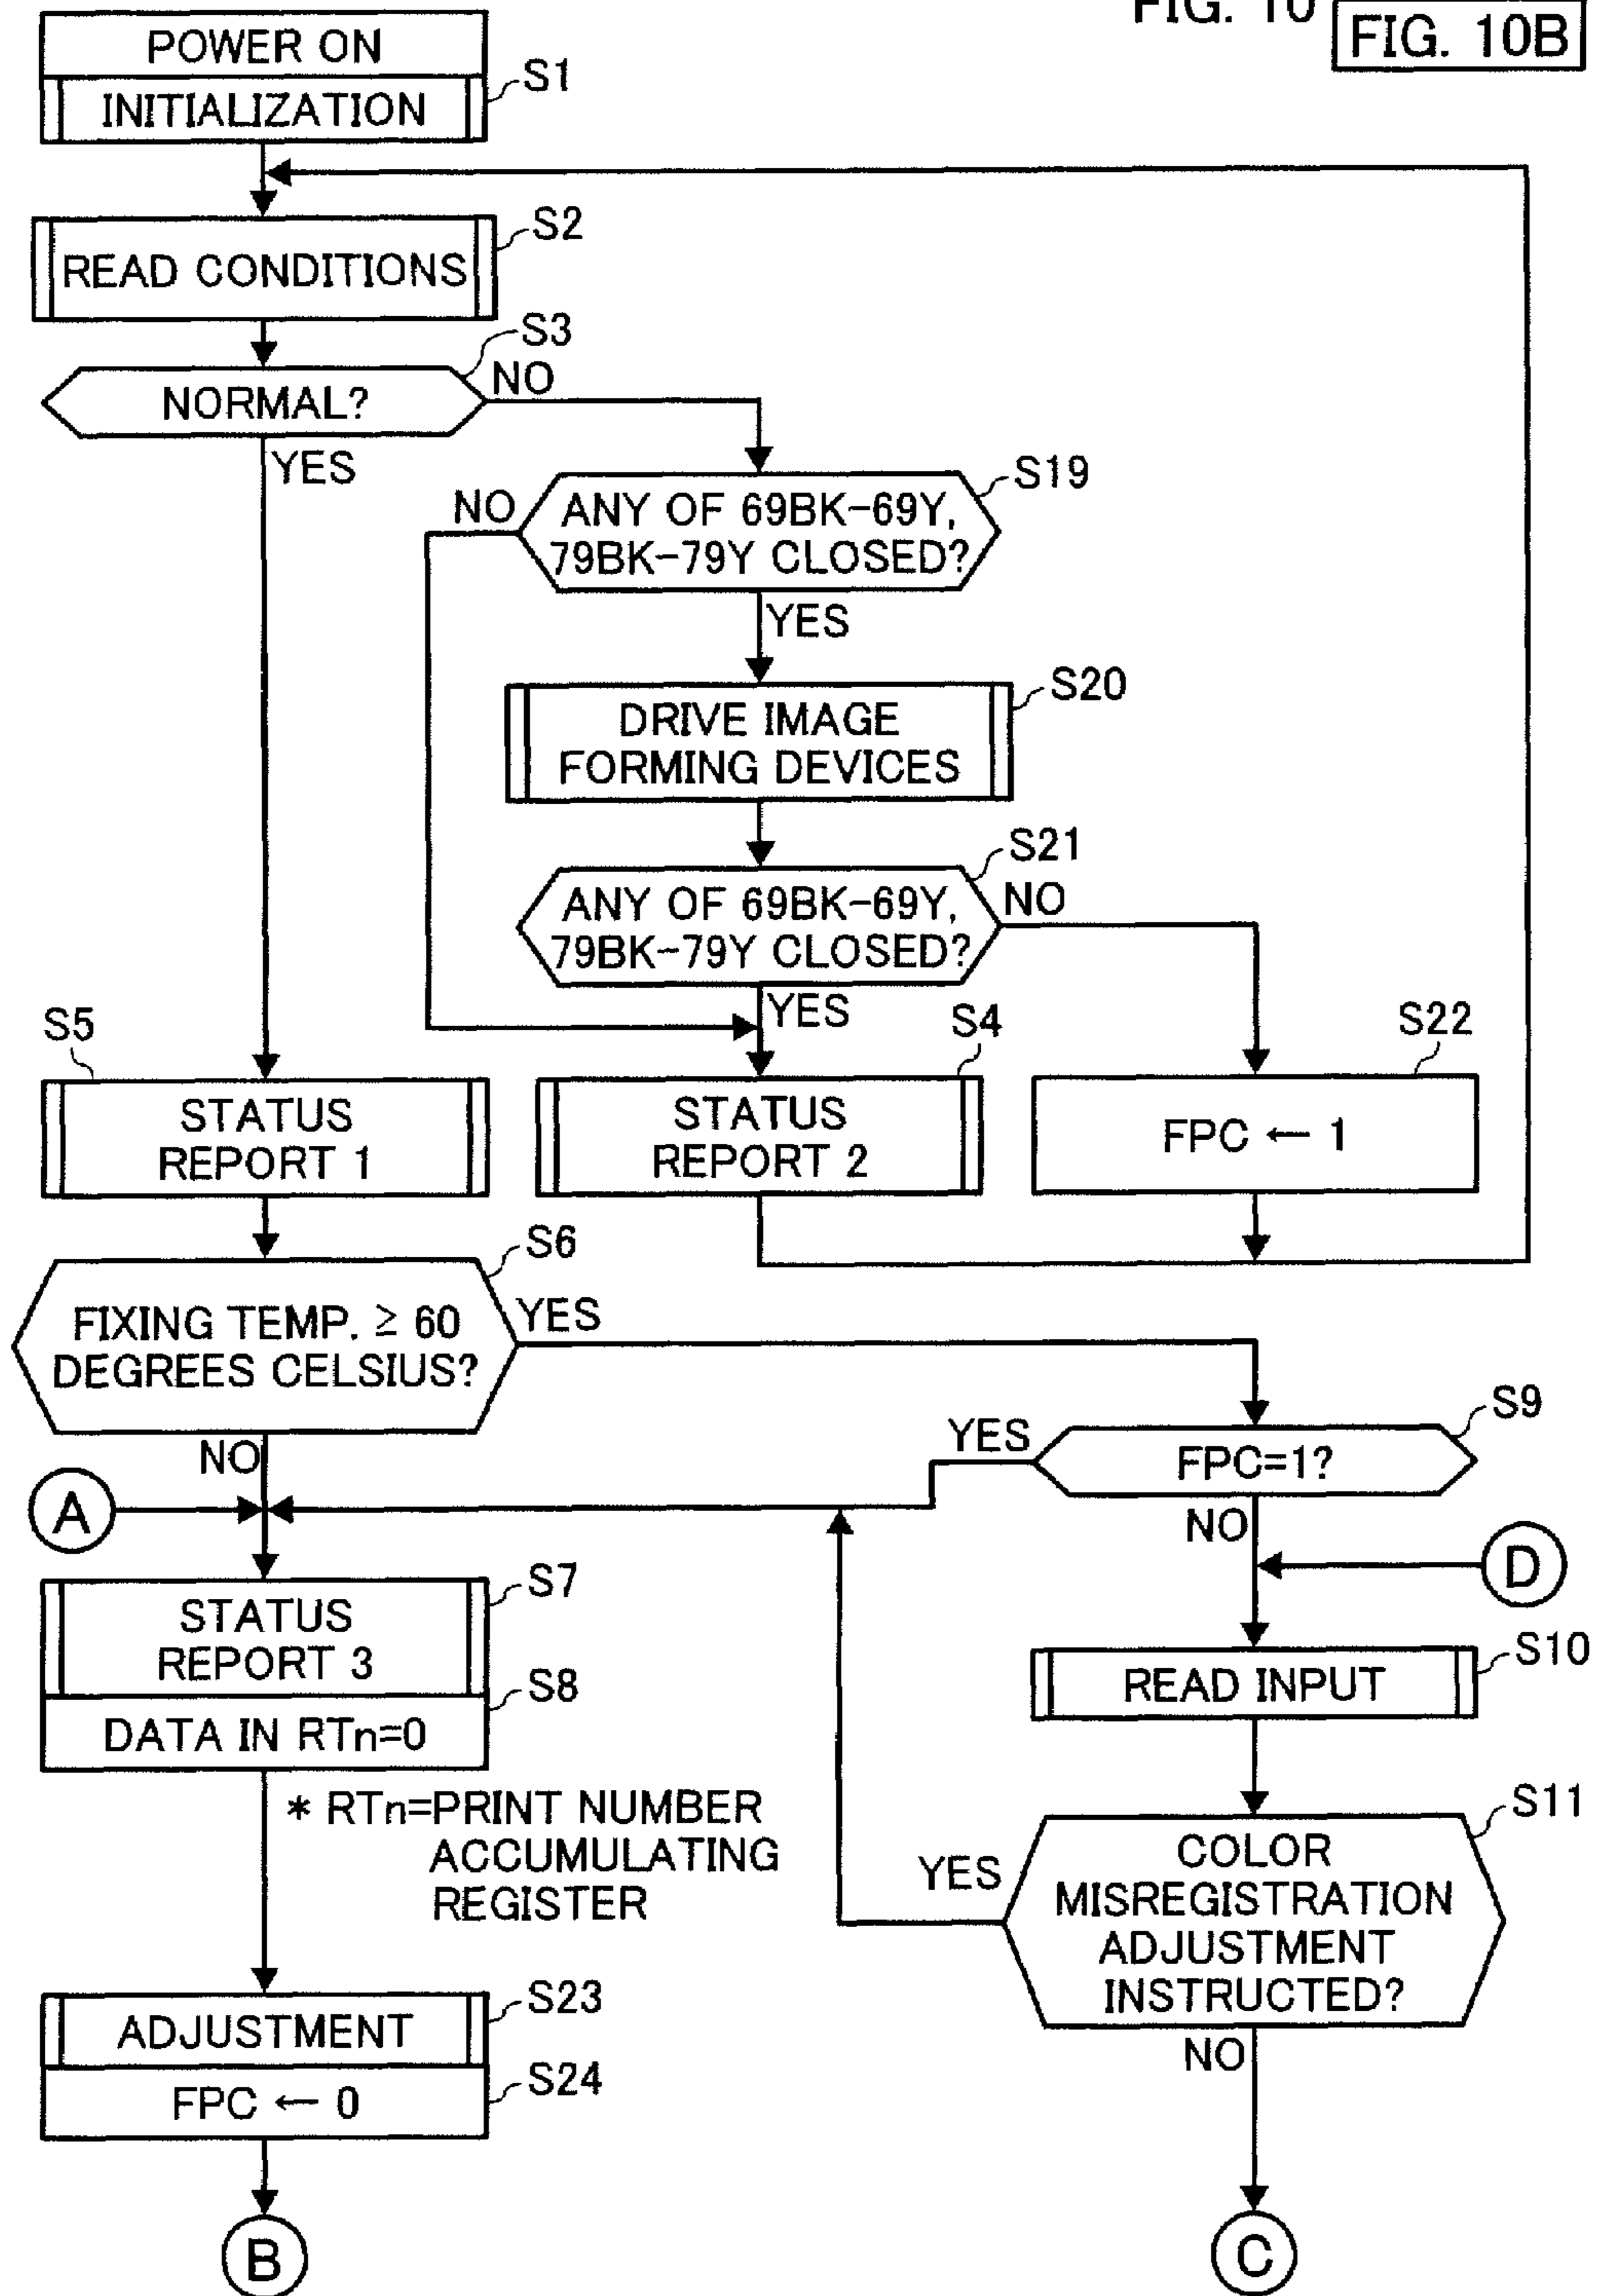 FIG. 10
FIG. 10B
POWER ON
INITIALIZATION
S1
READ CONDITIONS
S2
NORMAL?
S3
NO
YES
ANY OF 69BK-69Y,
79BK-79Y CLOSED?
S19
NO
YES
DRIVE IMAGE
FORMING DEVICES
S20
ANY OF 69BK-69Y,
79BK-79Y CLOSED?
S21
NO
YES
S5
STATUS
REPORT 1
S4
STATUS
REPORT 2
S22
FPC ← 1
S6
FIXING TEMP. ≥ 60
DEGREES CELSIUS?
YES
NO
S9
FPC=1?
YES
NO
A
D
S7
STATUS
REPORT 3
S8
DATA IN RTn=0
* RTn=PRINT NUMBER
ACCUMULATING
REGISTER
S10
READ INPUT
S11
COLOR
MISREGISTRATION
ADJUSTMENT
INSTRUCTED?
YES
NO
S23
ADJUSTMENT
S24
FPC ← 0
B
C